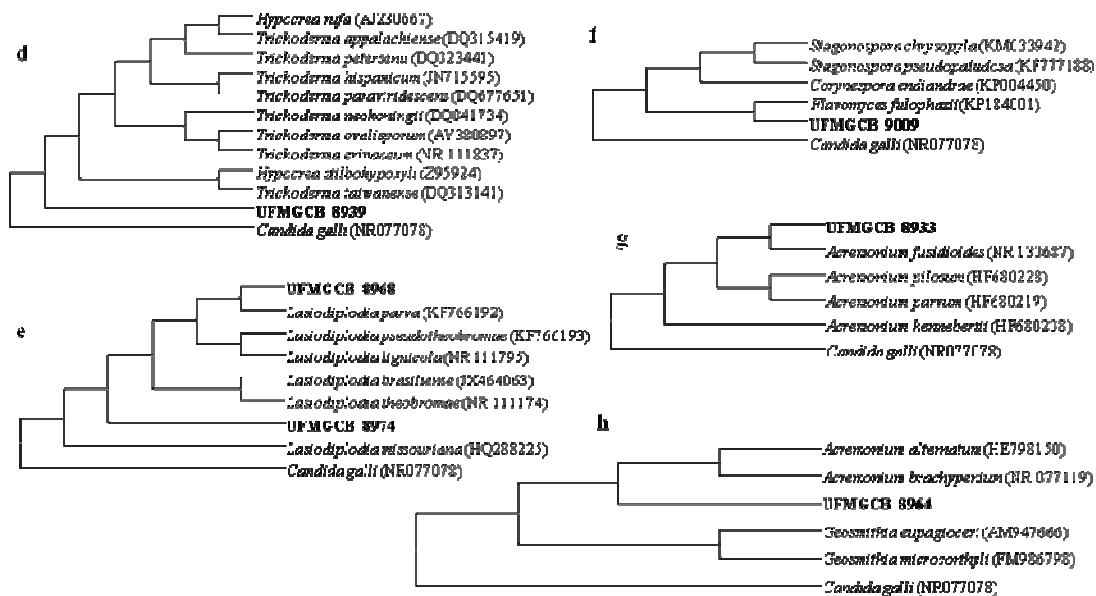 d
Hypocrea rufa (AJ230667)
Trichoderma appalachiense (DQ315419)
Trichoderma petersenii (DQ323441)
Trichoderma hispanicum (JN715595)
Trichoderma paraviridescens (DQ677651)
Trichoderma neokoningii (DQ041734)
Trichoderma ovalisporum (AY380897)
Trichoderma erinaceum (NR 111837)
Hypocrea stilbohypoxyli (Z95924)
Trichoderma taiwanense (DQ313141)
UFMGCB 8939
Candida galli (NR077078)
e
UFMGCB 8968
Lasiodiplodia parva (KF766192)
Lasiodiplodia pseudotheobromae (KF766193)
Lasiodiplodia lignicola (NR 111795)
Lasiodiplodia brasiliense (JX464063)
Lasiodiplodia theobromae (NR 111174)
UFMGCB 8974
Lasiodiplodia missouriana (HQ288225)
Candida galli (NR077078)
f
Stagonospora chrysopyla (KM033942)
Stagonospora pseudopaludosa (KF777188)
Corynespora endiandrae (KP004450)
Flavomyces fulophazii (KP184001)
UFMGCB 9009
Candida galli (NR077078)
g
UFMGCB 8933
Acremonium fusidioides (NR 130687)
Acremonium pilosum (HF680228)
Acremonium parvum (HF680219)
Acremonium hennebertii (HF680238)
Candida galli (NR077078)
h
Acremonium alternatum (HE798150)
Acremonium brachypenium (NR 077119)
UFMGCB 8964
Geosmithia eupagioceri (AM947666)
Geosmithia microcorthyli (FM986798)
Candida galli (NR077078)